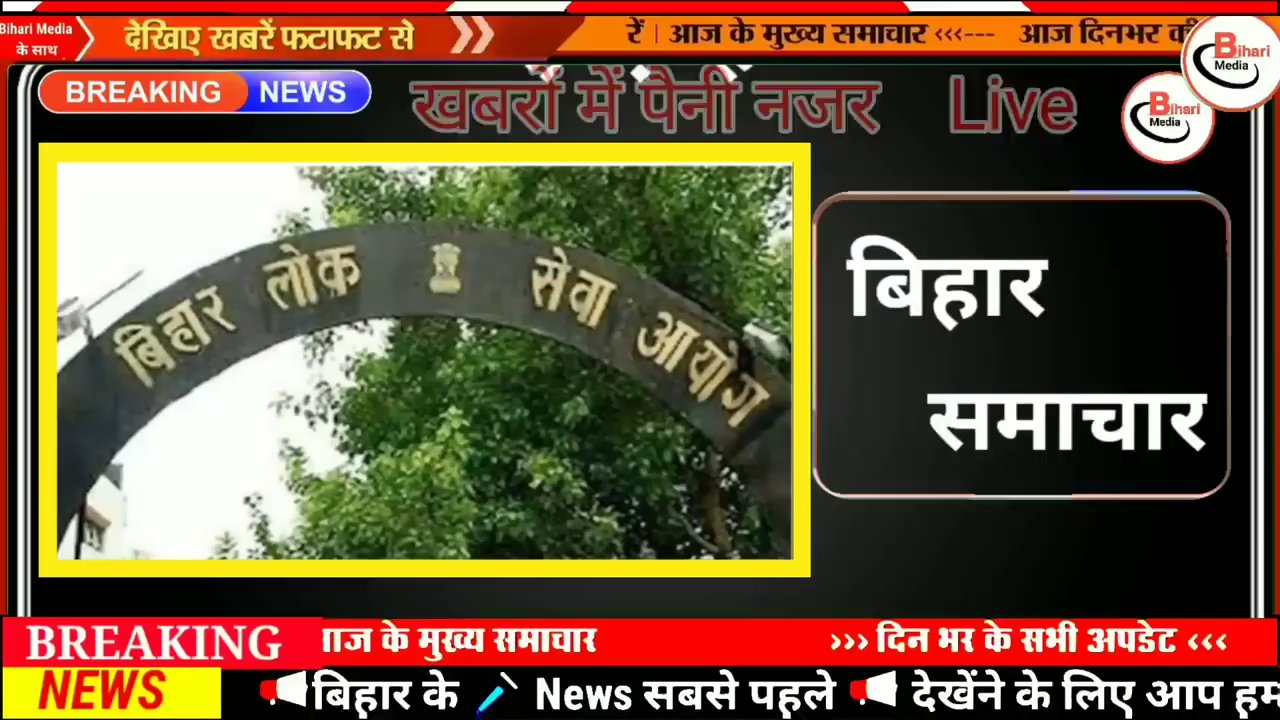 Bihari Media
के साथ
देखिए खबरें फटाफट से
रें | आज के मुख्य समाचार <<<---
आज दिनभर की
Bihari
Media
BREAKING NEWS
खबरों में पैनी नजर Live
Bihari
Media
बिहार लोक सेवा आयोग
बिहार
समाचार
BREAKING
NEWS
ाज के मुख्य समाचार
>>> दिन भर के सभी अपडेट <<<
बिहार के News सबसे पहले देखेंने के लिए आप हम